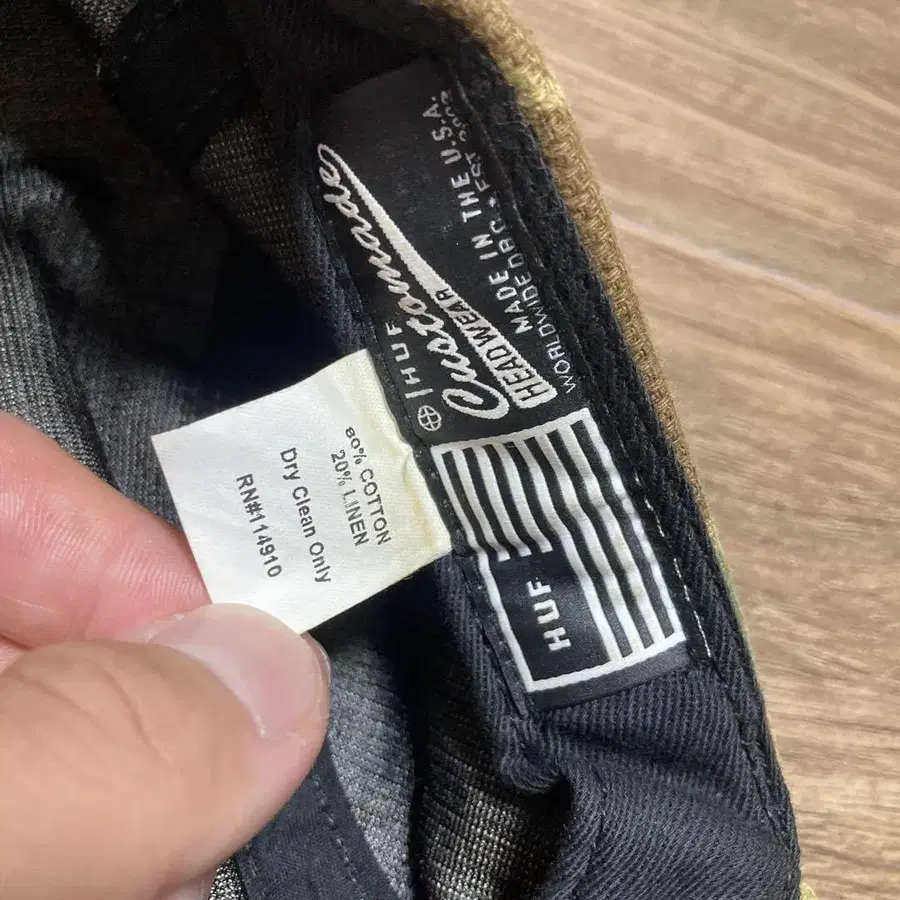 HUF
Customade
HEADWEAR
MADE IN THE U.S.A.
WORLDWIDE DBC • EST 2002
HUF
80% COTTON
20% LINEN
Dry Clean Only
RN#114910